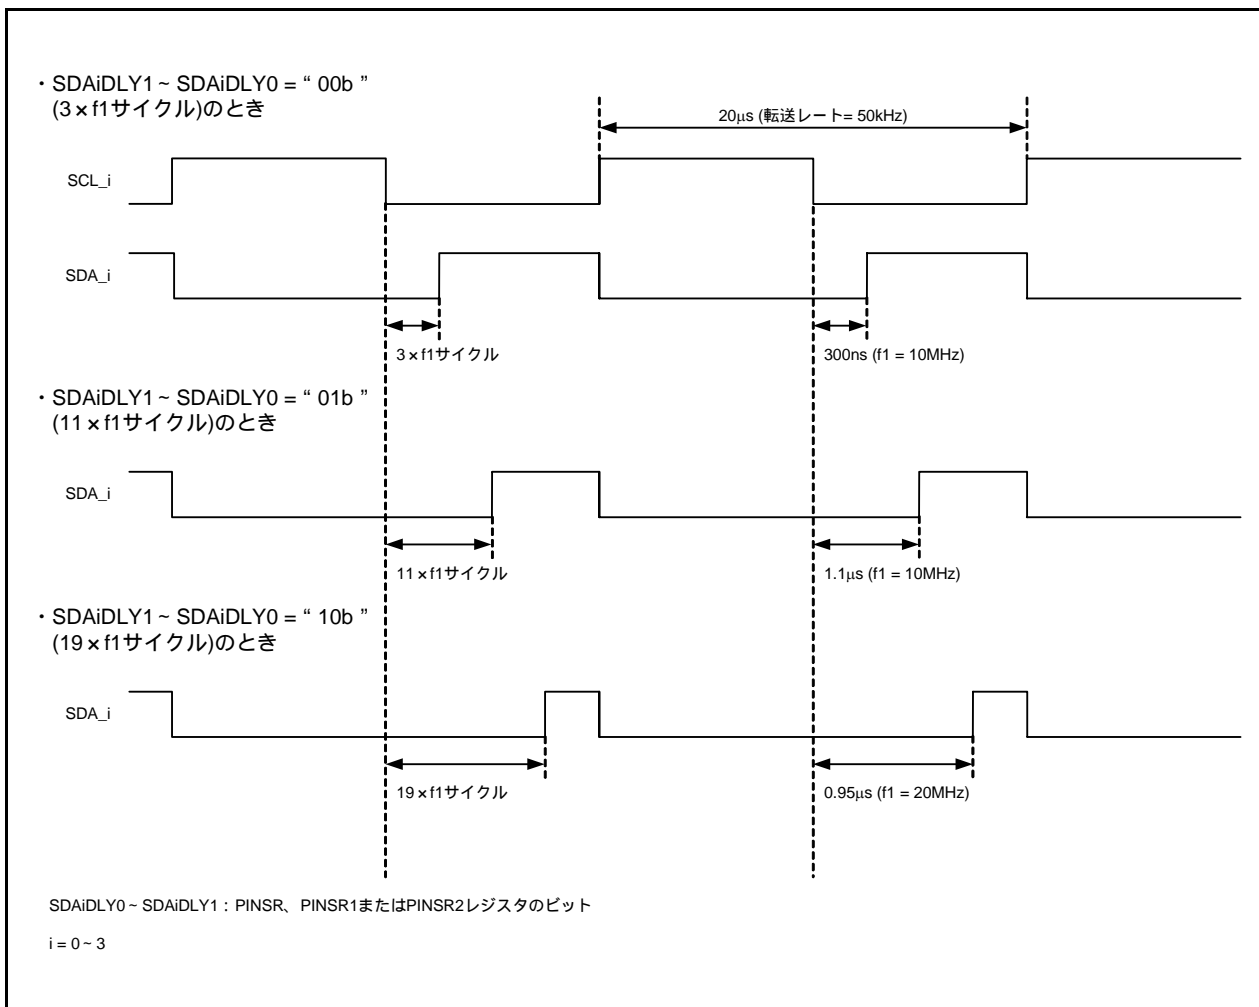 ・SDAiDLY1~SDAiDLY0 = “ 00b ”
(3×f1サイクル)のとき
20μs (転送レート= 50kHz)
SCL_i
SDA_i
3×f1サイクル
300ns (f1 = 10MHz)
・SDAiDLY1~SDAiDLY0 = “ 01b ”
(11×f1サイクル)のとき
SDA_i
11×f1サイクル
1.1μs (f1 = 10MHz)
・SDAiDLY1~SDAiDLY0 = “ 10b ”
(19×f1サイクル)のとき
SDA_i
19×f1サイクル
0.95μs (f1 = 20MHz)
SDAiDLY0~SDAiDLY1:PINSR、PINSR1またはPINSR2レジスタのビット
i = 0~3